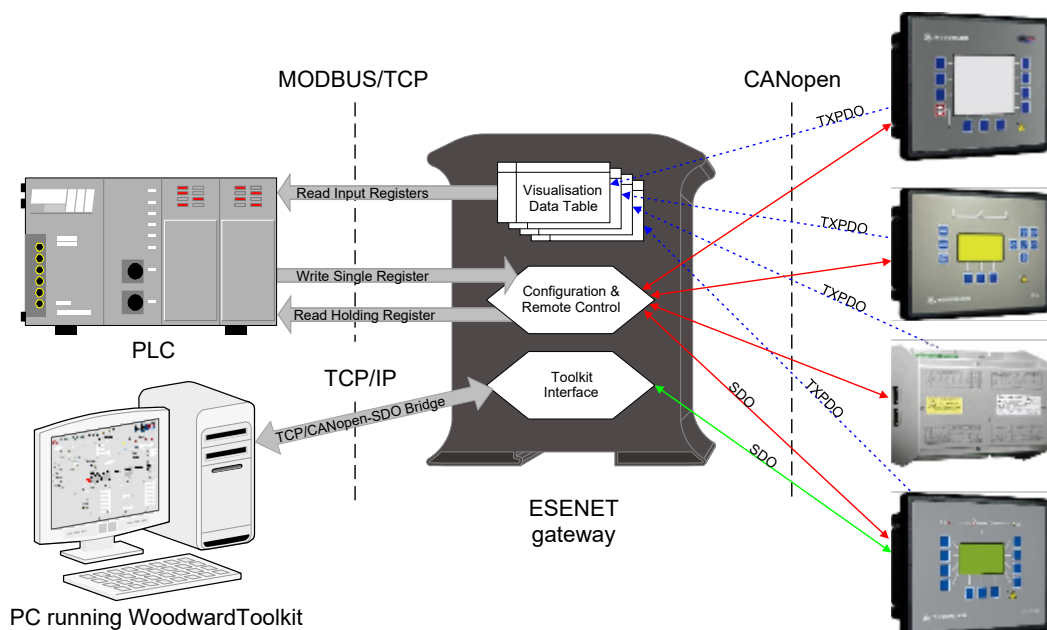 MODBUS/TCP
CANopen
TXPDO
Read Input Registers
Visualisation
Data Table
TXPDO
Write Single Register
Configuration &
Remote Control
TXPDO
Read Holding Register
PLC
TCP/IP
Toolkit
Interface
SDO
TXPDO
TCP/CANopen-SDO Bridge
SDO
ESENET
gateway
PC running WoodwardToolkit